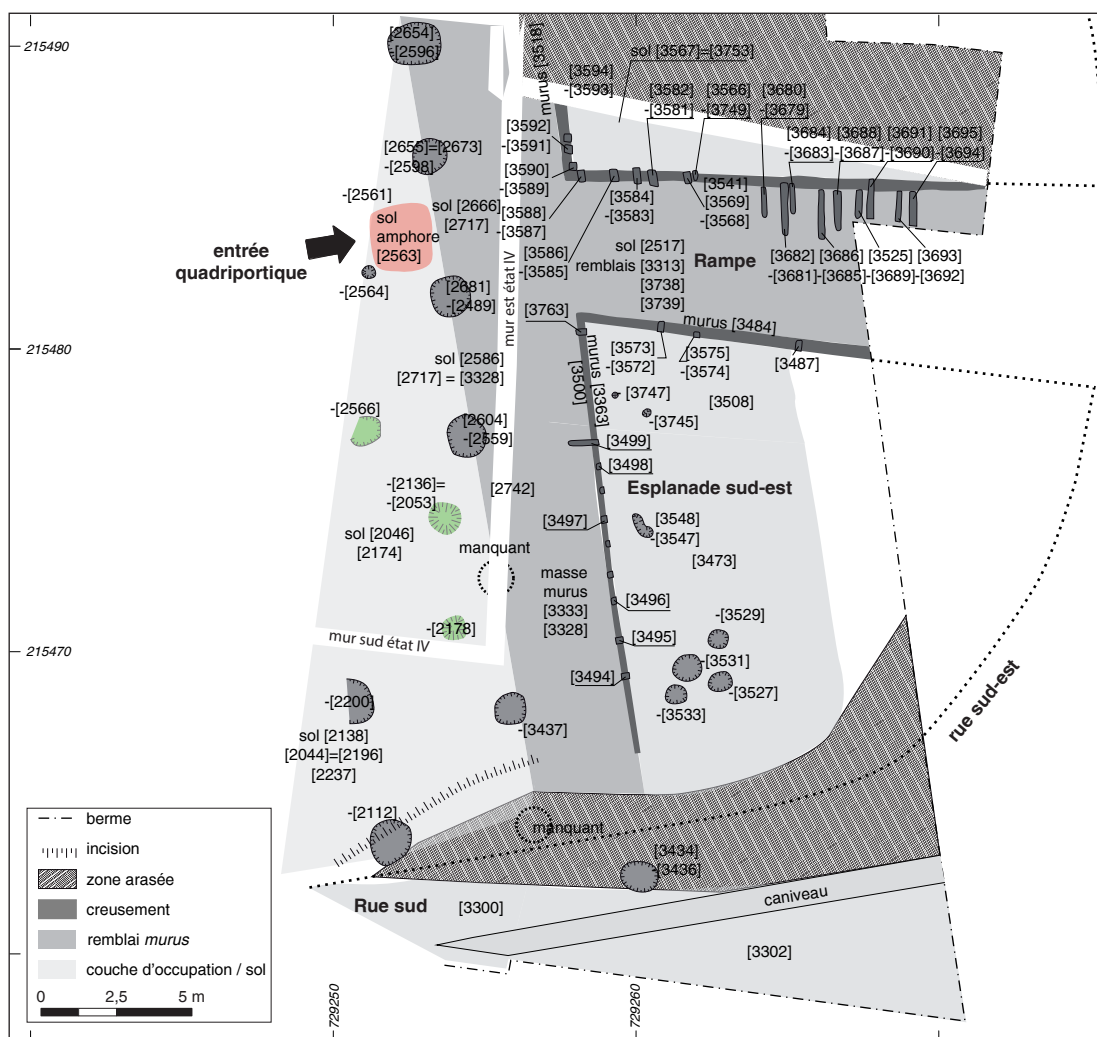 215490
[2654]
-[2596]
murus [3518]
[3594]
-[3593]
sol [3567]=[3753]
[3582]
-[3581]
[3566]
-[3749]
[3680]
-[3679]
[3684]
-[3683]
[3688]
-[3687]
[3691]
-[3690]
[3695]
-[3694]
[3592]
-[3591]
[2655]=[2673]
-[2598]
[3590]
-[3589]
-[2561]
sol
amphore
[2563]
sol [2666]
[2717]
[3588]
-[3587]
[3584]
-[3583]
[3541]
[3569]
-[3568]
entrée
quadriportique
[3586]
-[3585]
sol [2517]
remblais [3313]
[3738]
[3739]
Rampe
[3682]
-[3681]
[3686]
-[3685]
[3525]
-[3689]
[3693]
-[3692]
-[2564]
[2681]
-[2489]
mur est état IV
[3763]
murus [3484]
215480
sol [2586]
[2717] = [3328]
murus [3363]
[3500]
[3573]
-[3572]
[3575]
-[3574]
[3487]
-[3747]
-[3745]
[3508]
-[2566]
[2604]
-[2559]
[3499]
[3498]
-[2136]=
-[2053]
[2742]
Esplanade sud-est
[3497]
[3548]
-[3547]
sol [2046]
[2174]
manquant
[3473]
masse
murus
[3333]
[3328]
[3496]
-[3529]
-[2178]
[3495]
215470
mur sud état IV
-[3531]
[3494]
-[3527]
-[2200]
-[3533]
rue sud-est
-[3437]
sol [2138]
[2044]=[2196]
[2237]
-[2112]
manquant
[3434]
-[3436]
caniveau
Rue sud
[3300]
[3302]
berme
incision
zone arasée
creusement
remblai murus
couche d'occupation / sol
0 2,5 5 m
729250
729260